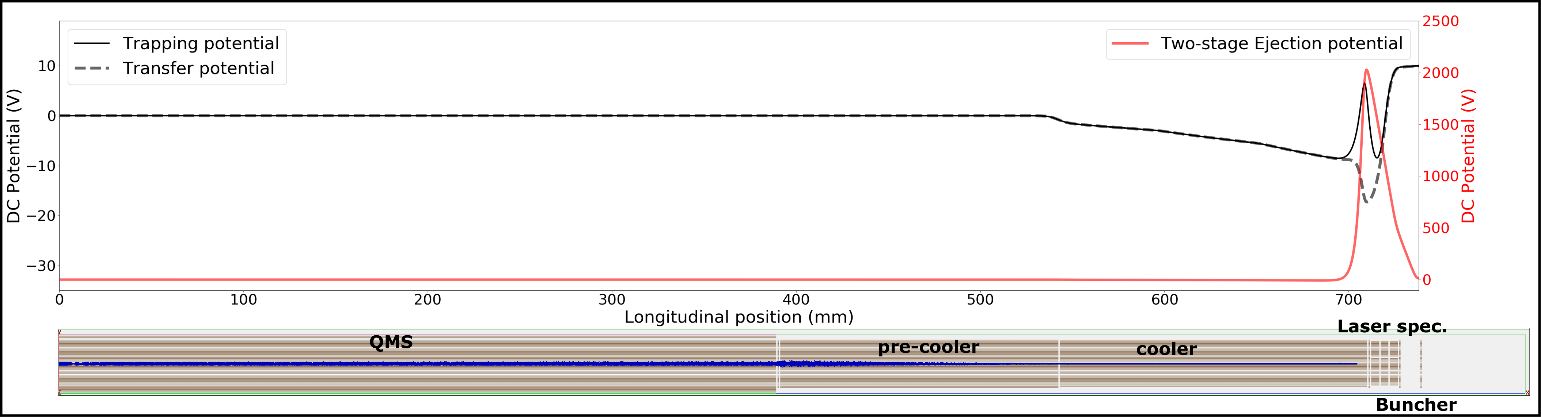 Trapping potential
Transfer potential
Two-stage Ejection potential
DC Potential (V)
10
0
−10
−20
−30
2500
2000
1500
1000
500
0
DC Potential (V)
0 100 200 300 400 500 600 700
Longitudinal position (mm)
Laser spec.
QMS
pre-cooler
cooler
Buncher